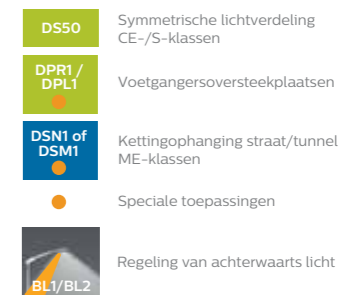 DS50
Symmetrische lichtverdeling
CE-/S-klassen
DPR1 /
DPL1
Voetgangersoversteekplaatsen
DSN1 of
DSM1
Kettingophanging straat/tunnel
ME-klassen
Speciale toepassingen
BL1/BL2
Regeling van achterwaarts licht